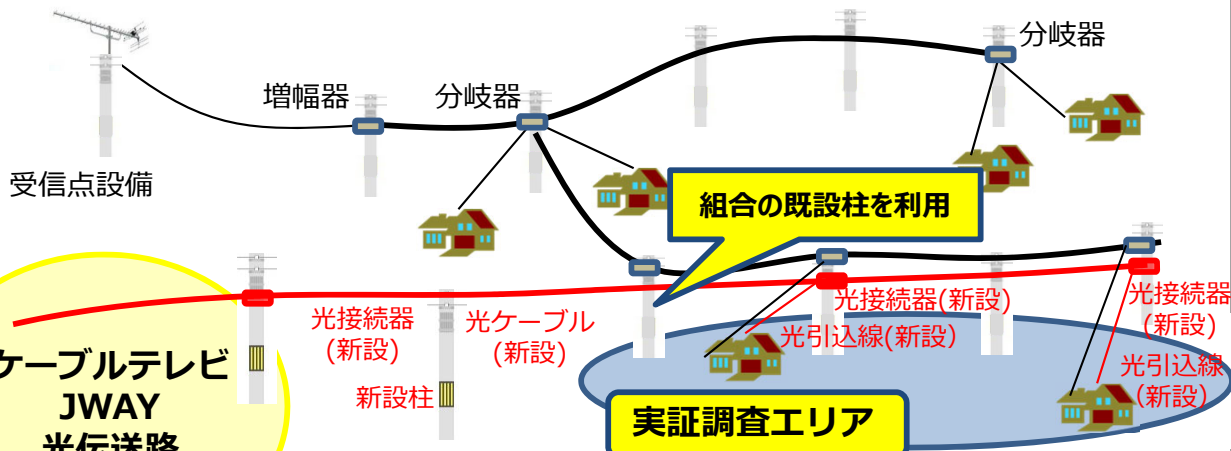 分岐器
増幅器
分岐器
受信点設備
組合の既設柱を利用
光接続器
(新設)
光ケーブル
(新設)
光接続器(新設)
光引込線(新設)
光接続器
(新設)
光引込線
(新設)
新設柱
ケーブルテレビ
JWAY
光伝送路
実証調査エリア